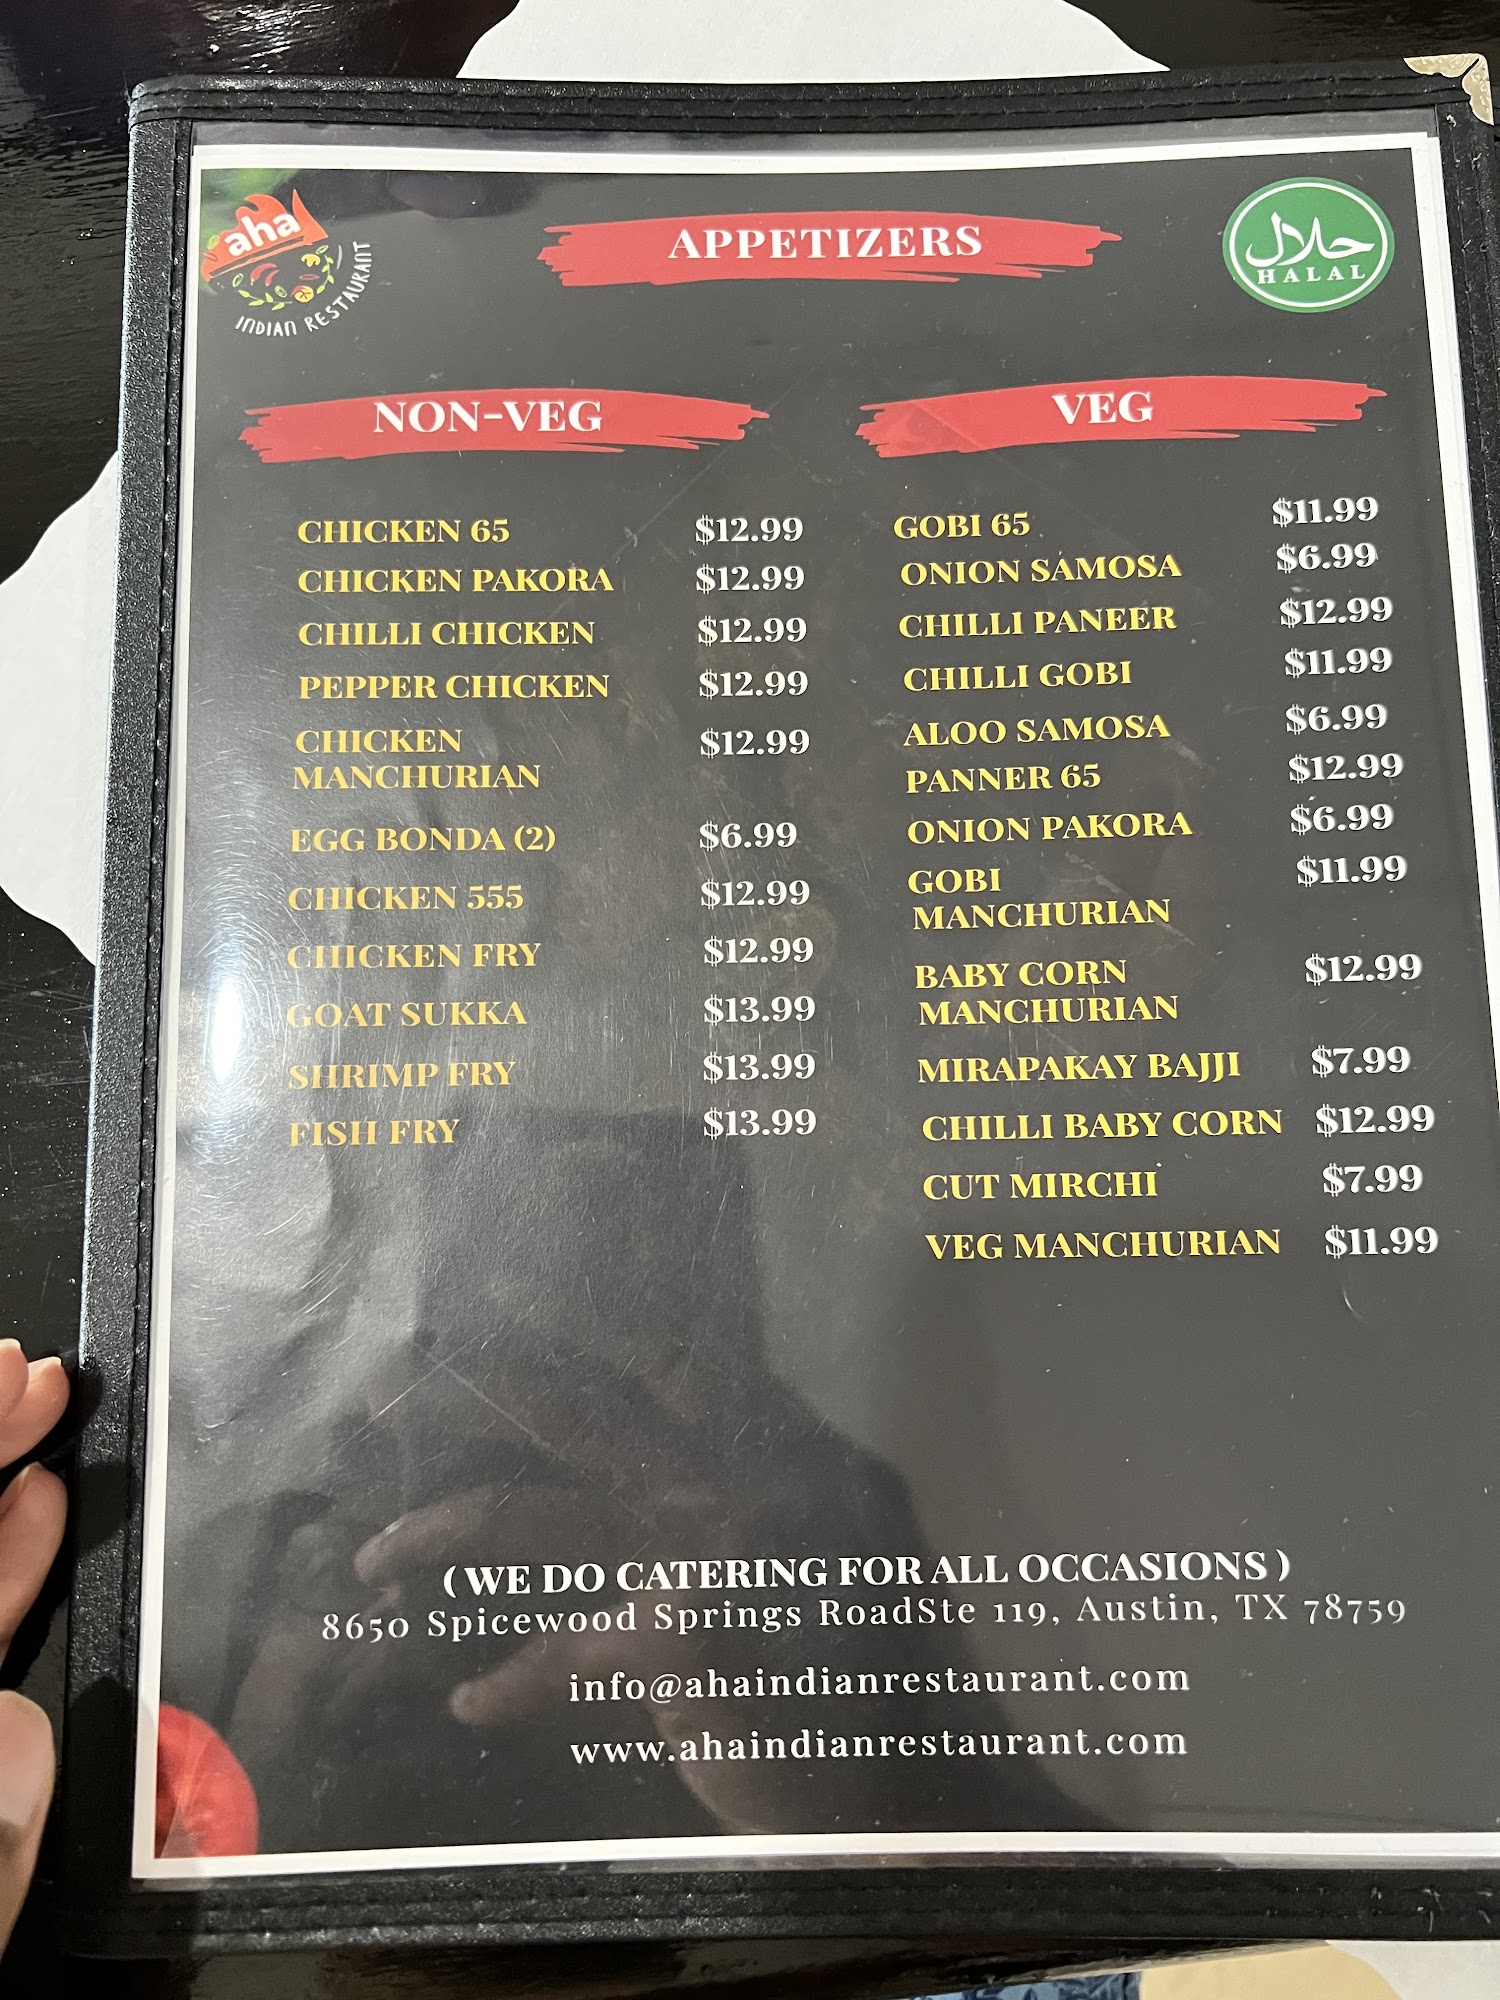 aha
INDIAN RESTAURANT
APPETIZERS
حلال
HALAL
NON-VEG
CHICKEN 65 $12.99
CHICKEN PAKORA $12.99
CHILLI CHICKEN $12.99
PEPPER CHICKEN $12.99
CHICKEN $12.99
MANCHURIAN
EGG BONDA (2) $6.99
CHICKEN 555 $12.99
CHICKEN FRY $12.99
GOAT SUKKA $13.99
SHRIMP FRY $13.99
FISH FRY $13.99
VEG
GOBI 65 $11.99
ONION SAMOSA $6.99
CHILLI PANEER $12.99
CHILLI GOBI $11.99
ALOO SAMOSA $6.99
PANNER 65 $12.99
ONION PAKORA $6.99
GOBI $11.99
MANCHURIAN
BABY CORN $12.99
MANCHURIAN
MIRAPAKAY BAJJI $7.99
CHILLI BABY CORN $12.99
CUT MIRCHI $7.99
VEG MANCHURIAN $11.99
( WE DO CATERING FOR ALL OCCASIONS )
8650 Spicewood Springs RoadSte 119, Austin, TX 78759
info@ahaindianrestaurant.com
www.ahaindianrestaurant.com